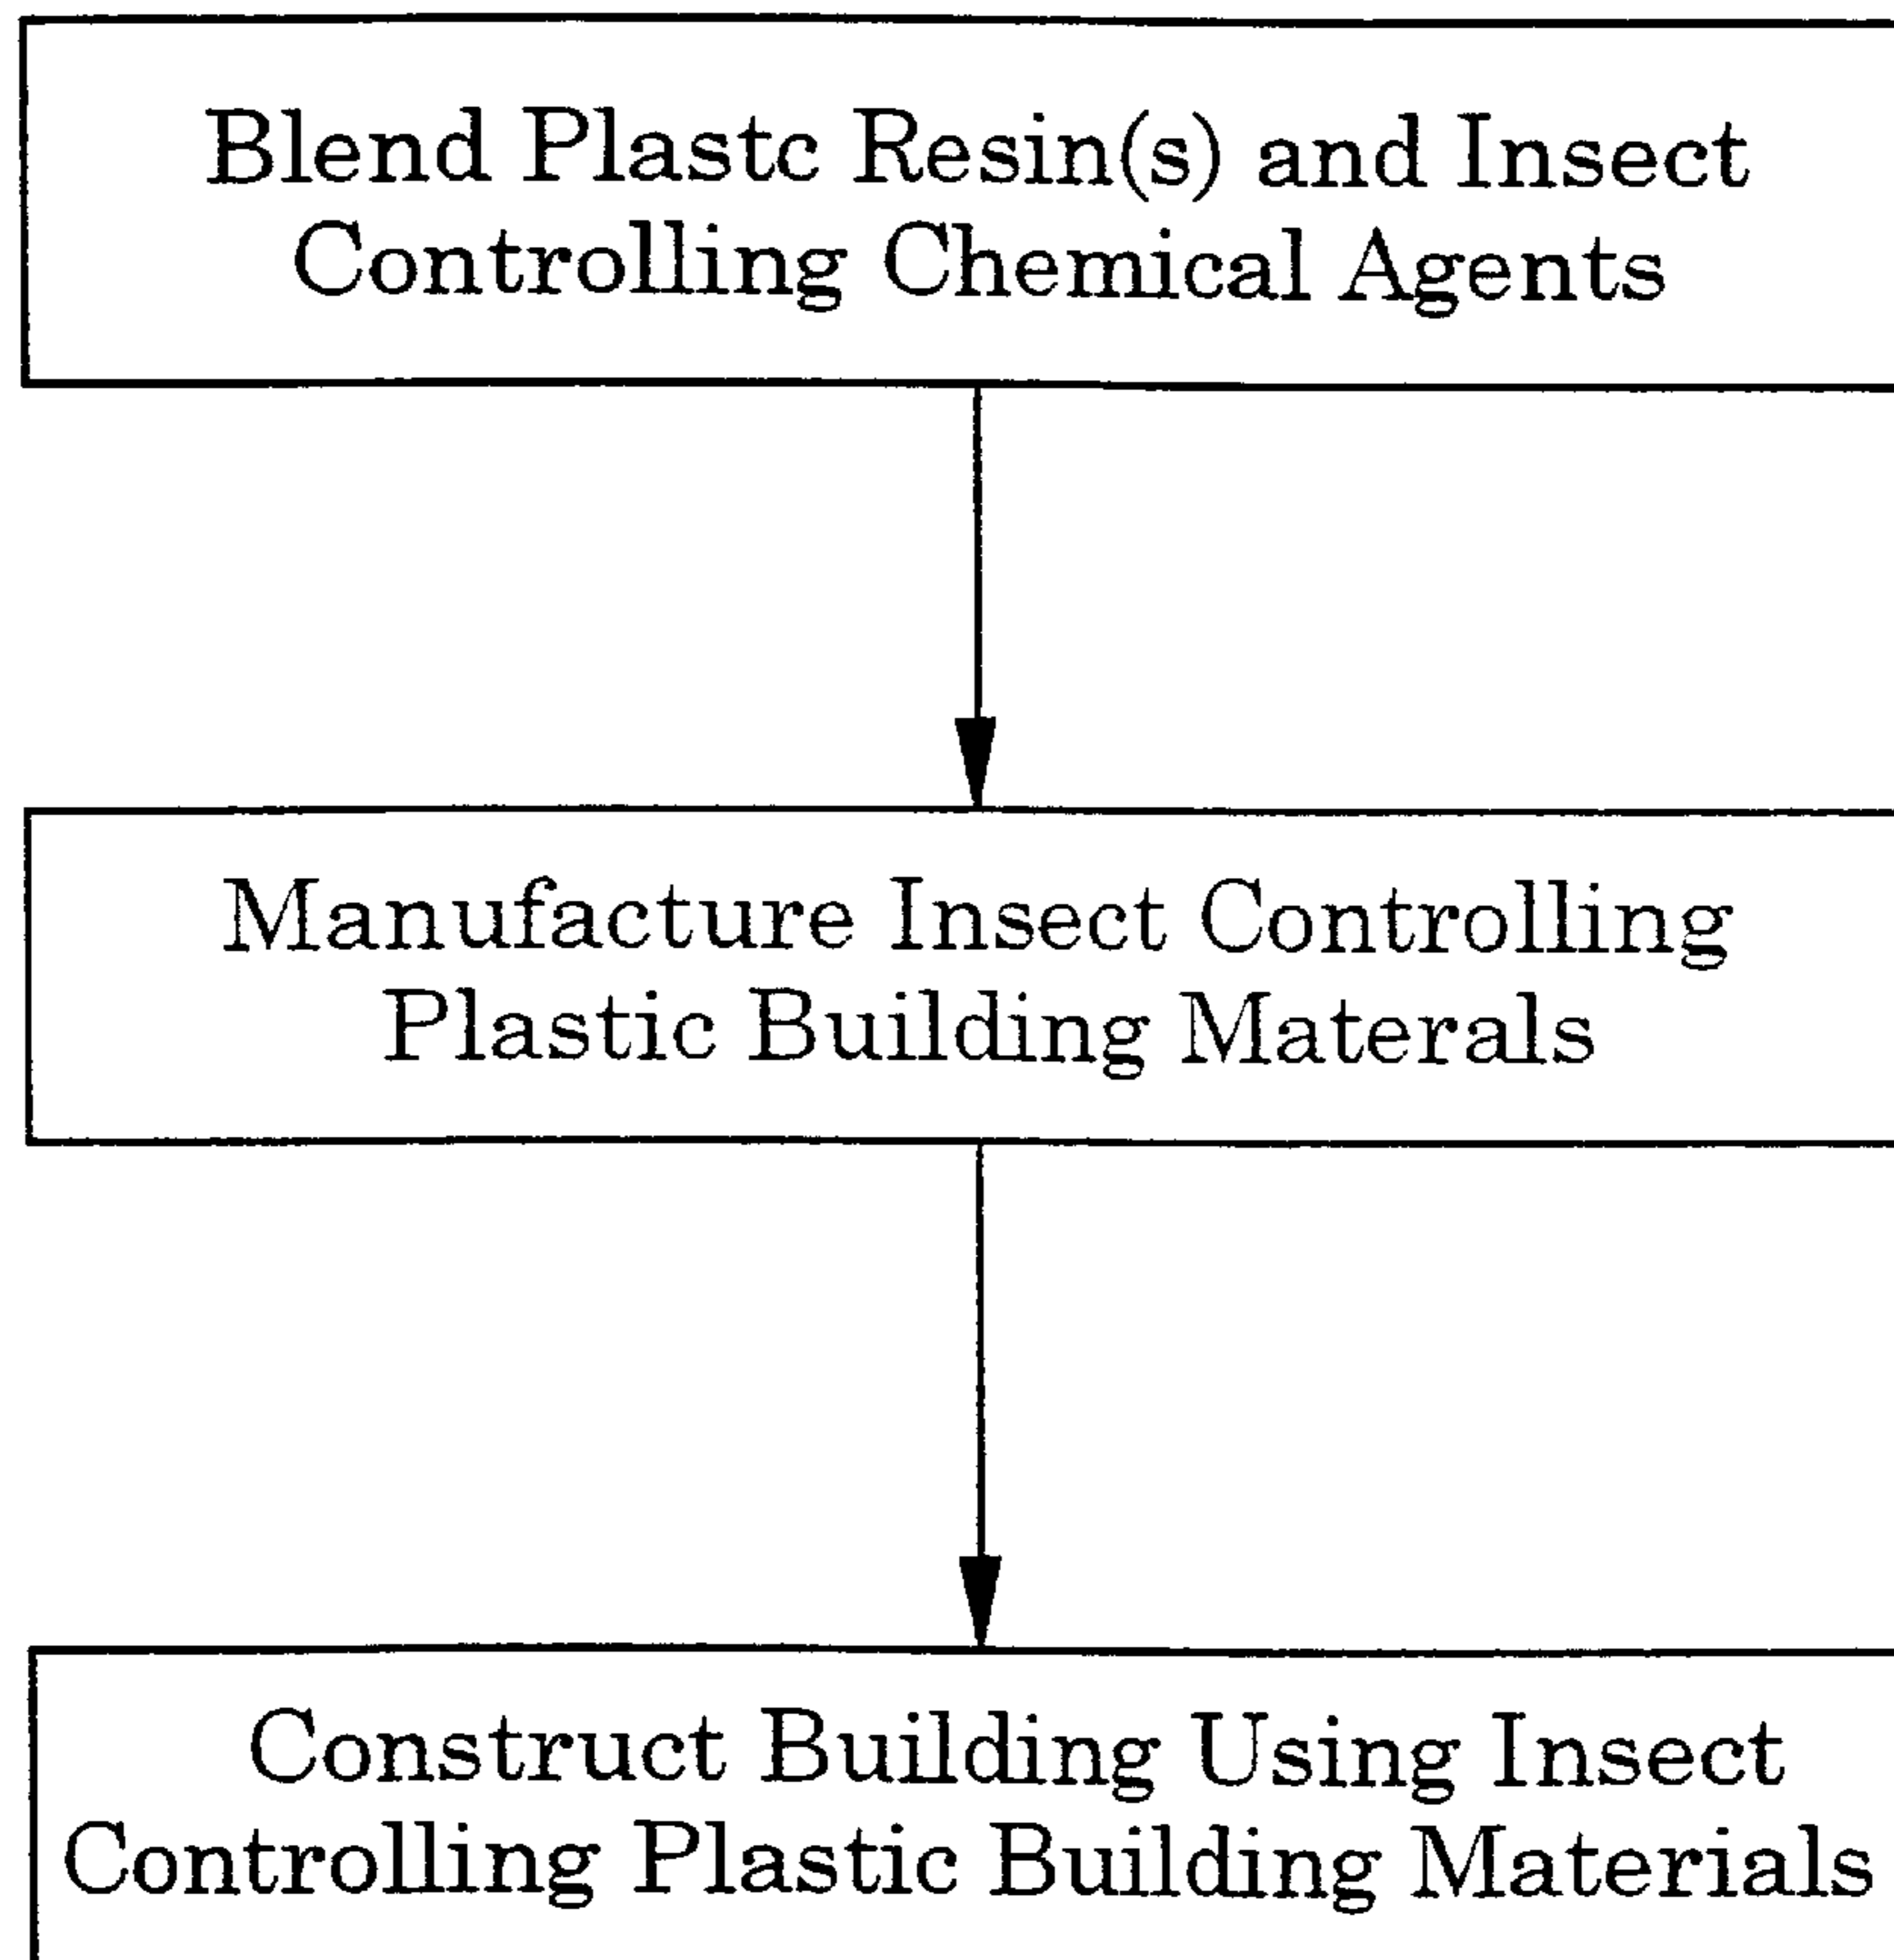 Blend Plastc Resin(s) and Insect
Controlling Chemical Agents
Manufacture Insect Controlling
Plastic Building Materals
Construct Building Using Insect
Controlling Plastic Building Materials